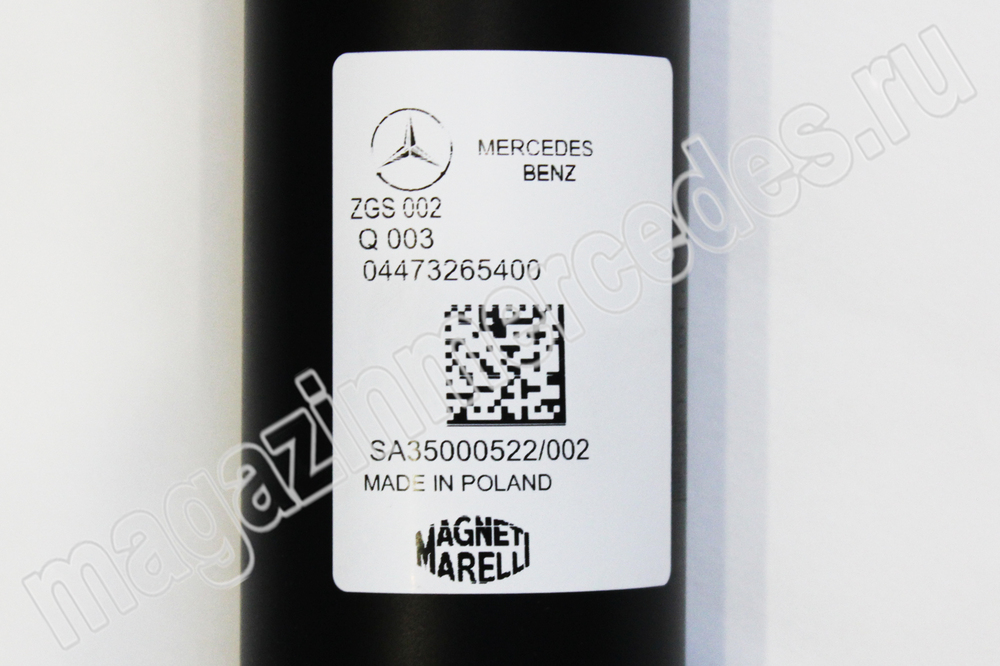 MERCEDES
BENZ
ZGS 002
Q 003
04473265400
SA35000522/002
MADE IN POLAND
MAGNETI
MARELLI
magazinmercedes.ru